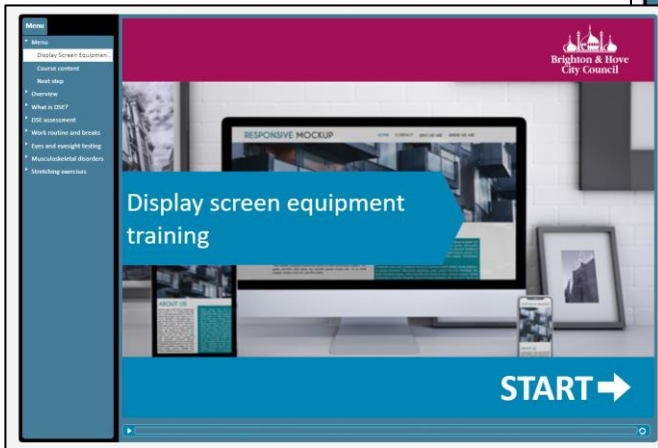 Menu
Menu
Display Screen Equipmen...
Course content
Next step
Overview
What is DSE?
DSE assessment
Work routine and breaks
Eyes and eyesight testing
Musculoskeletal disorders
Stretching exercises
Brighton & Hove
City Council
RESPONSIVE MOCKUP
HOME CONTACT
Display screen equipment
training
ABOUT US
START